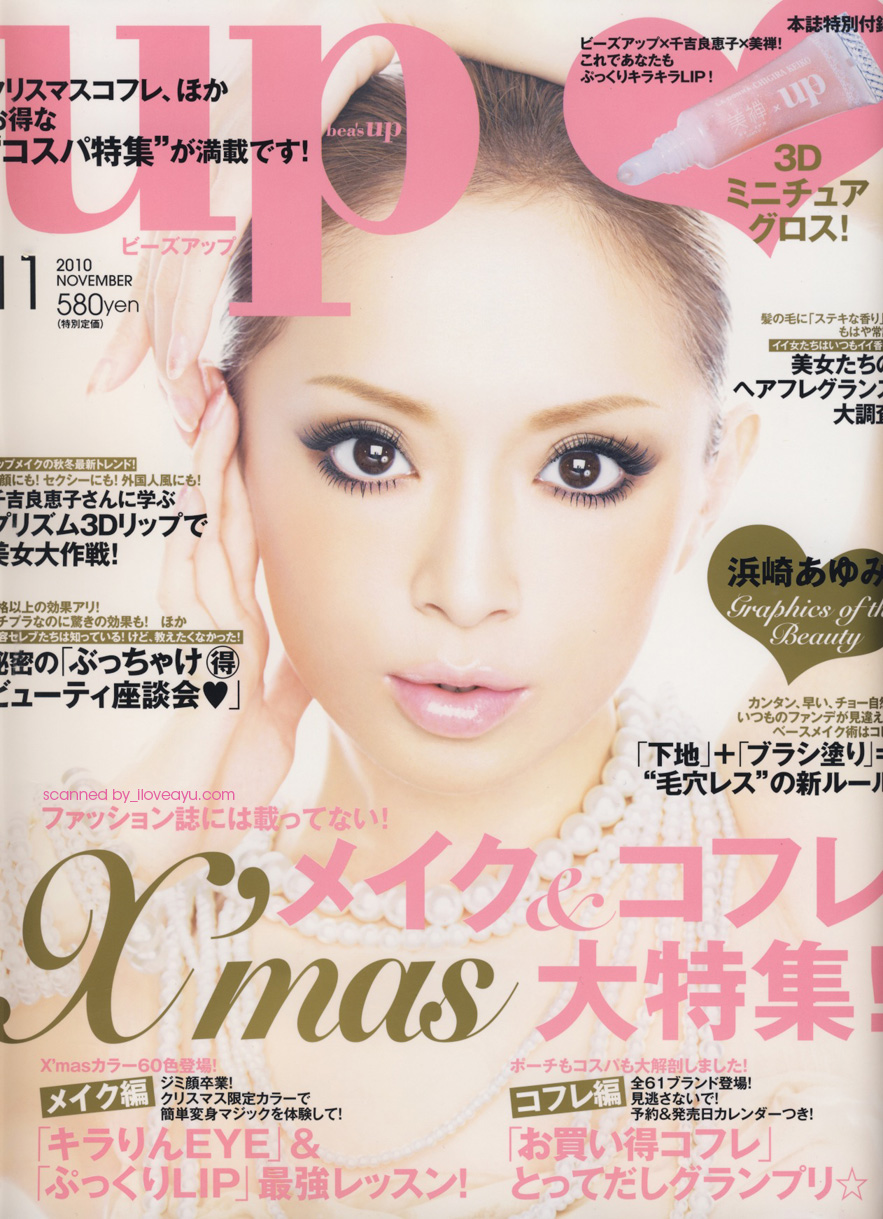 up
クリスマスコフレ、ほか
お得な
"コスパ特集"が満載です!
bea's up
ビーズアップ
11
2010
NOVEMBER
580yen
(特別定価)
本誌特別付録
ビーズアップ×千吉良恵子×美禅!
これであなたも
ぷっくりキラキラLIP!
美禅
×
up
3D
ミニチュア
グロス!
髪の毛に「ステキな香り」
もはや常
イイ女たちはいつもイイ香
美女たちの
ヘアフレグランス
大調査
ップメイクの秋冬最新トレンド!
顔にも! セクシーにも! 外国人風にも!
千吉良恵子さんに学ぶ
プリズム3Dリップで
美女大作戦!
格以上の効果アリ!
チプラなのに驚きの効果も! ほか
容セレブたちは知っている! けど、教えたくなかった!
秘密の「ぶっちゃけ㊝
ビューティ座談会♥」
浜崎あゆみ
Graphics of th
Beauty
カンタン、早い、チョー自然
いつものファンデが見違え
ベースメイク術はコ
「下地」+「ブラシ塗り」=
"毛穴レス"の新ルール
scanned by_iloveayu.com
ファッション誌には載ってない!
X'mas
メイク&コフレ
大特集!
X'masカラー60色登場!
メイク編
ジミ顔卒業!
クリスマス限定カラーで
簡単変身マジックを体験して!
「キラりんEYE」&
「ぷっくりLIP」最強レッスン!
ポーチもコスパも大解剖しました!
コフレ編
全61ブランド登場!
見逃さないで!
予約&発売日カレンダーつき!
「お買い得コフレ」
とってだしグランプリ☆